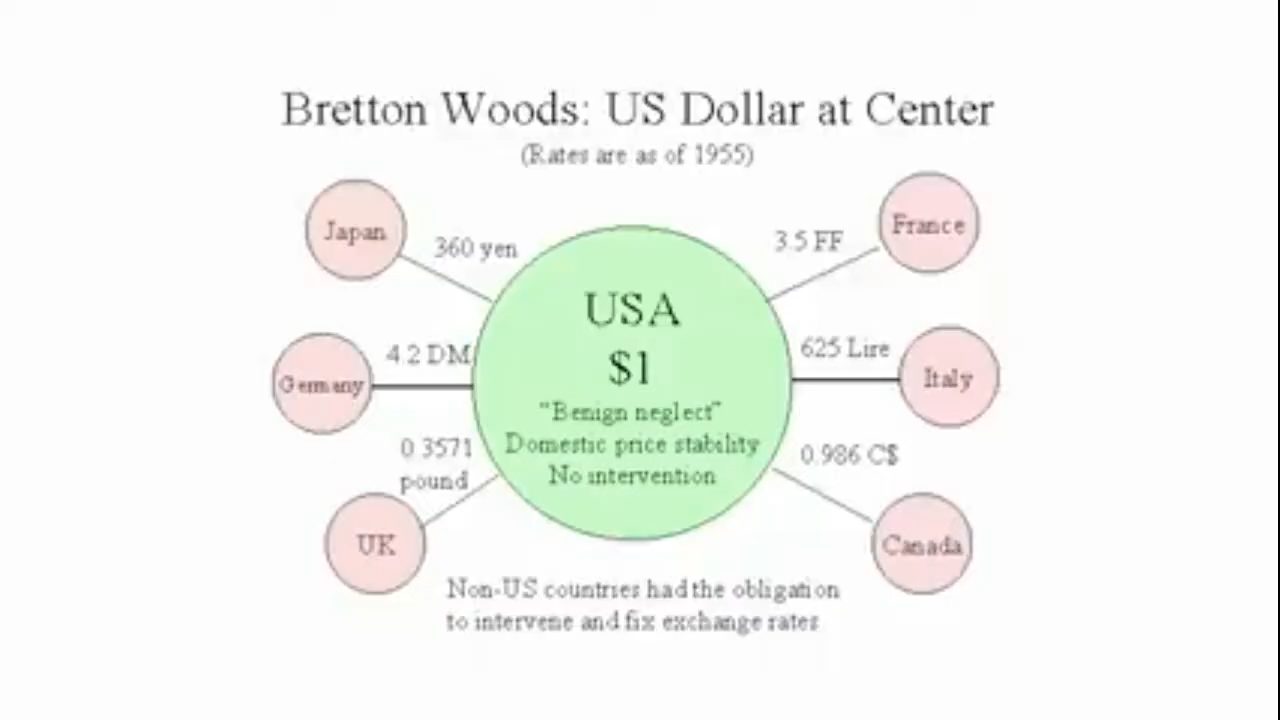 Bretton Woods: US Dollar at Center
(Rates are as of 1955)
Japan
360 yen
3.5 FF
France
USA
$1
"Benign neglect"
Domestic price stability
No intervention
Germany
4.2 DM
625 Lire
Italy
0.3571
pound
UK
0.986 C$
Canada
Non-US countries had the obligation
to intervene and fix exchange rates